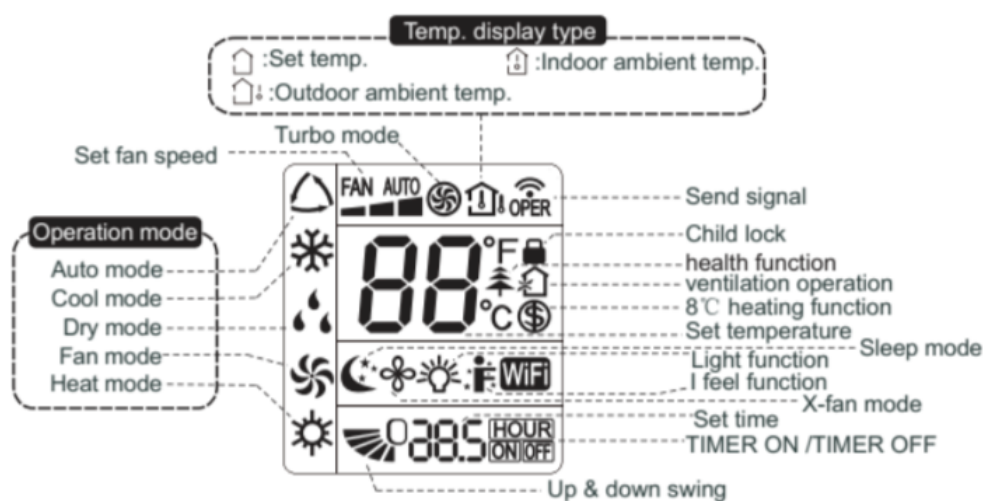 Temp. display type
:Set temp.
:Indoor ambient temp.
:Outdoor ambient temp.
Turbo mode
Set fan speed
FAN AUTO
OPER
Send signal
Operation mode
Auto mode
Cool mode
Dry mode
Fan mode
Heat mode
88
°F
°C
Child lock
health function
ventilation operation
8℃ heating function
Set temperature
Sleep mode
Light function
I feel function
WiFi
X-fan mode
Set time
038.5
HOUR
ON OFF
TIMER ON /TIMER OFF
Up & down swing